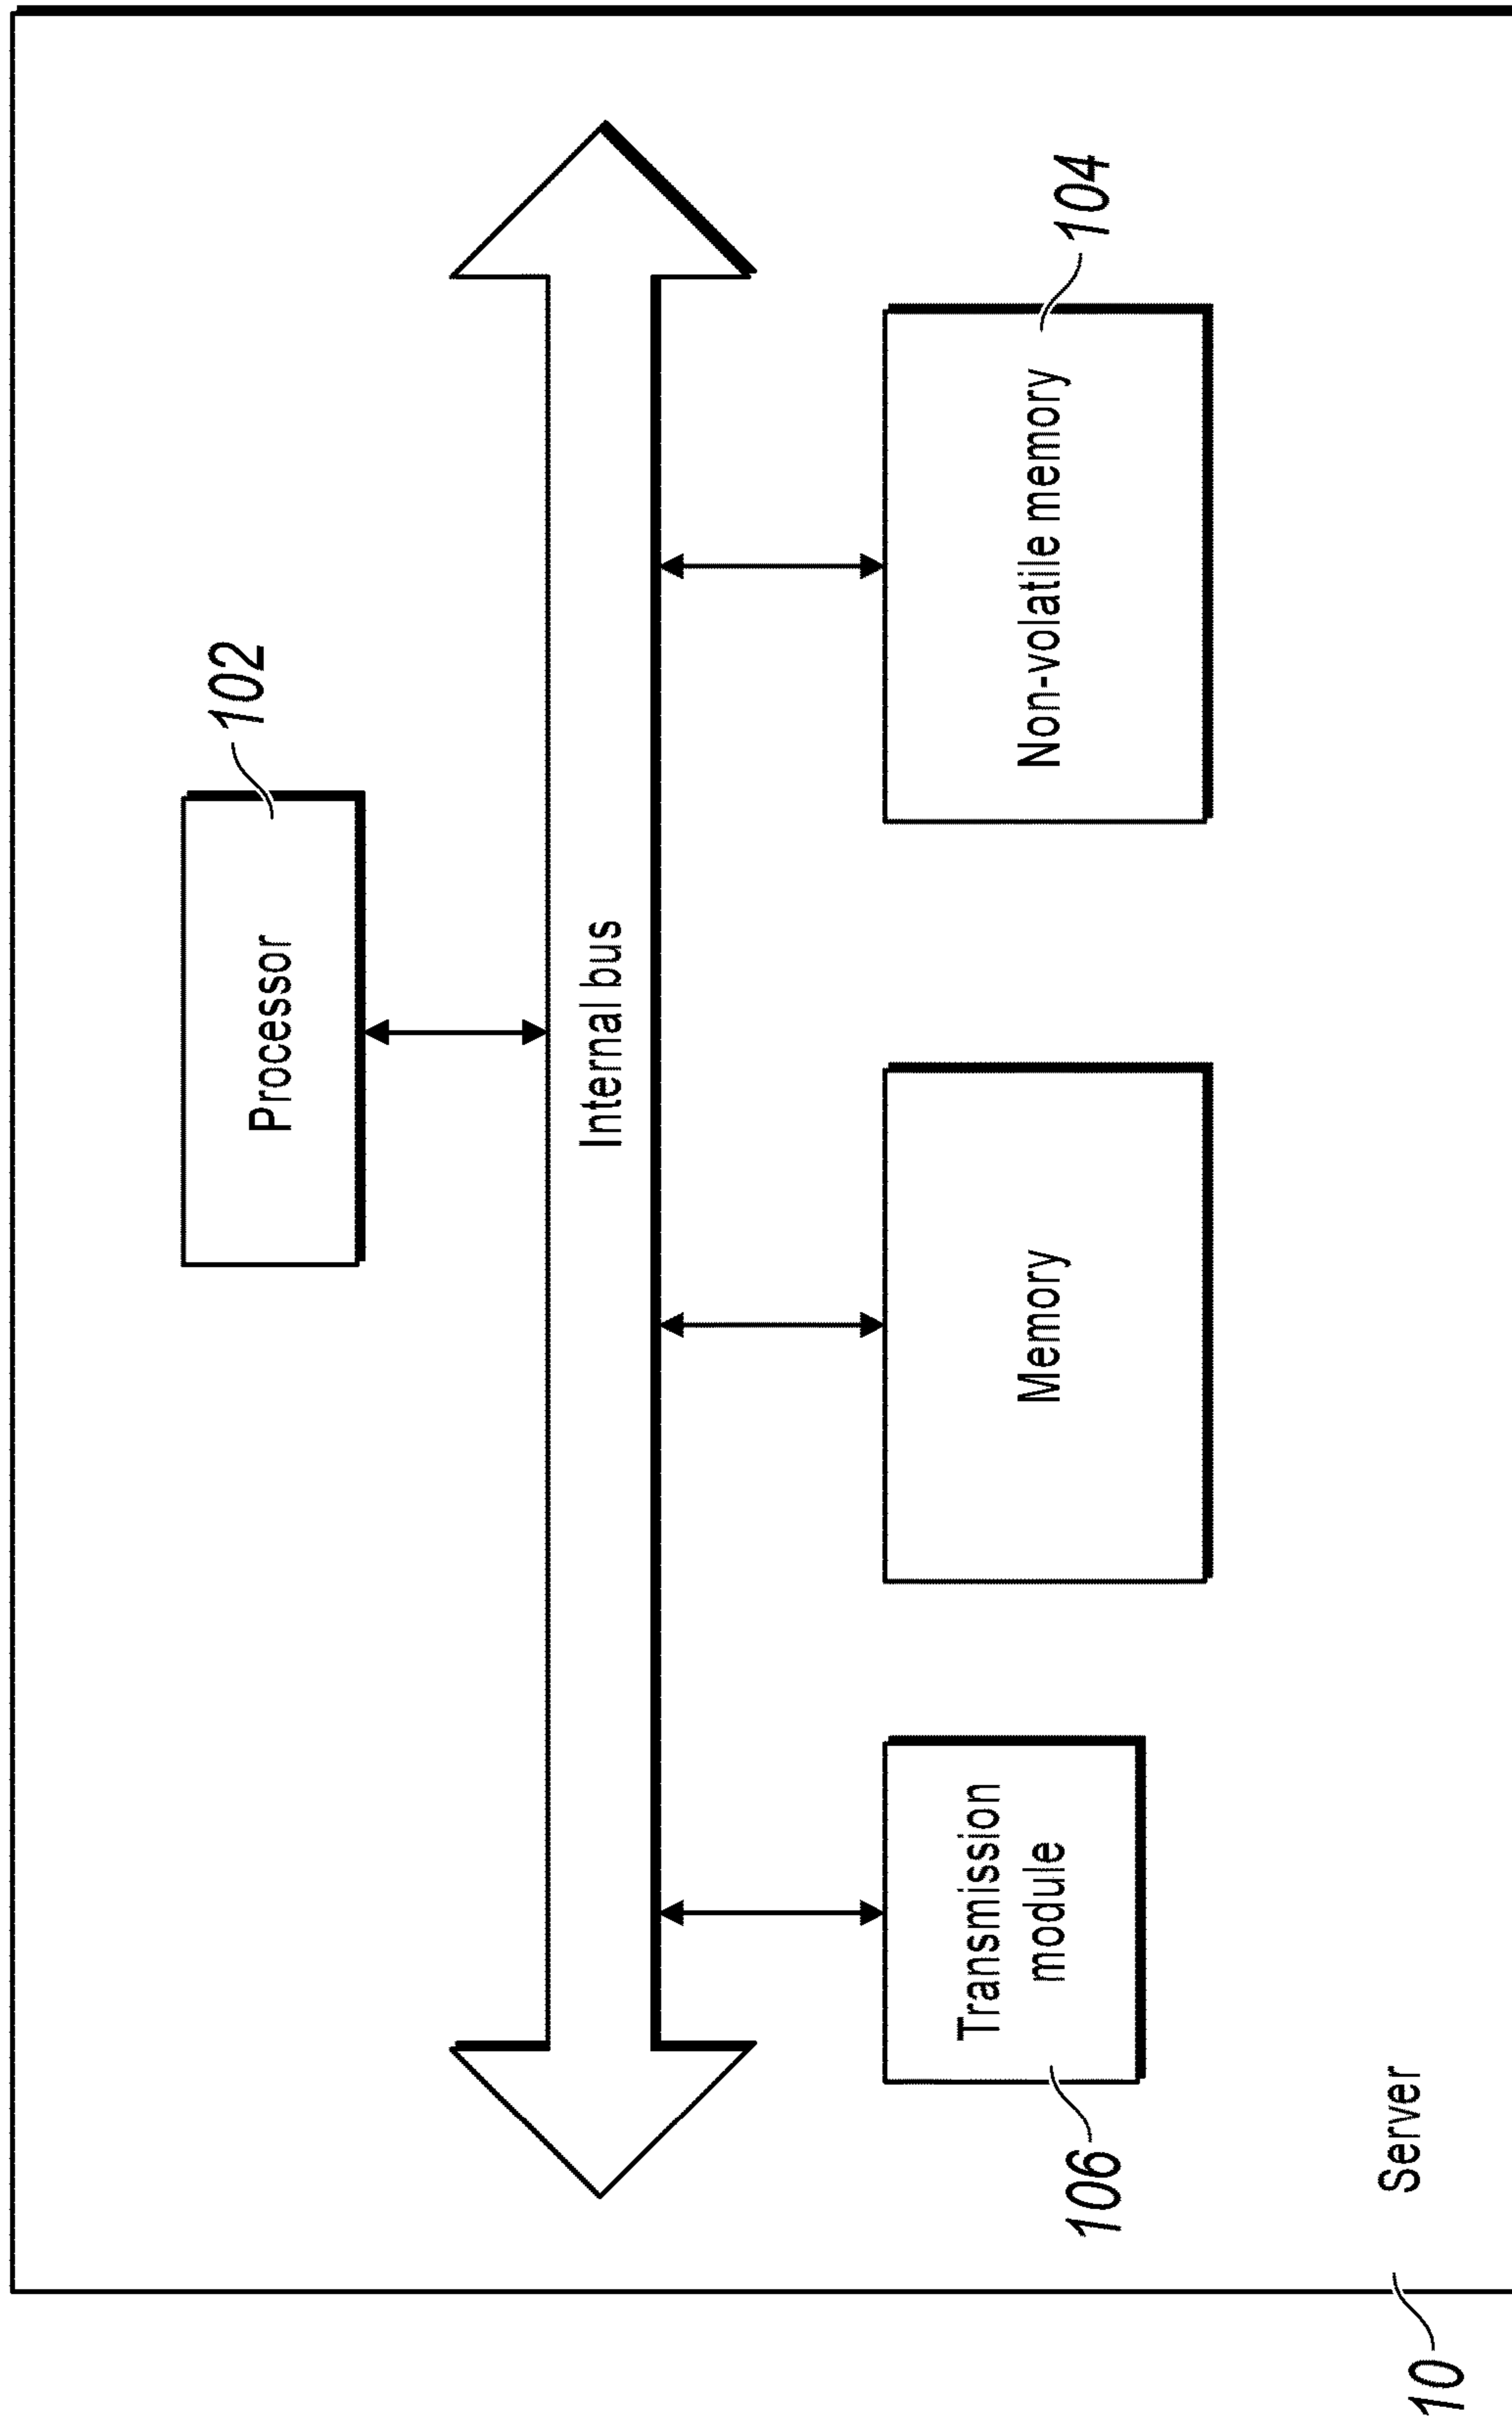 102
Processor
Internal bus
104
Transmission
module
Memory
Non-volatile memory
106
Server
10